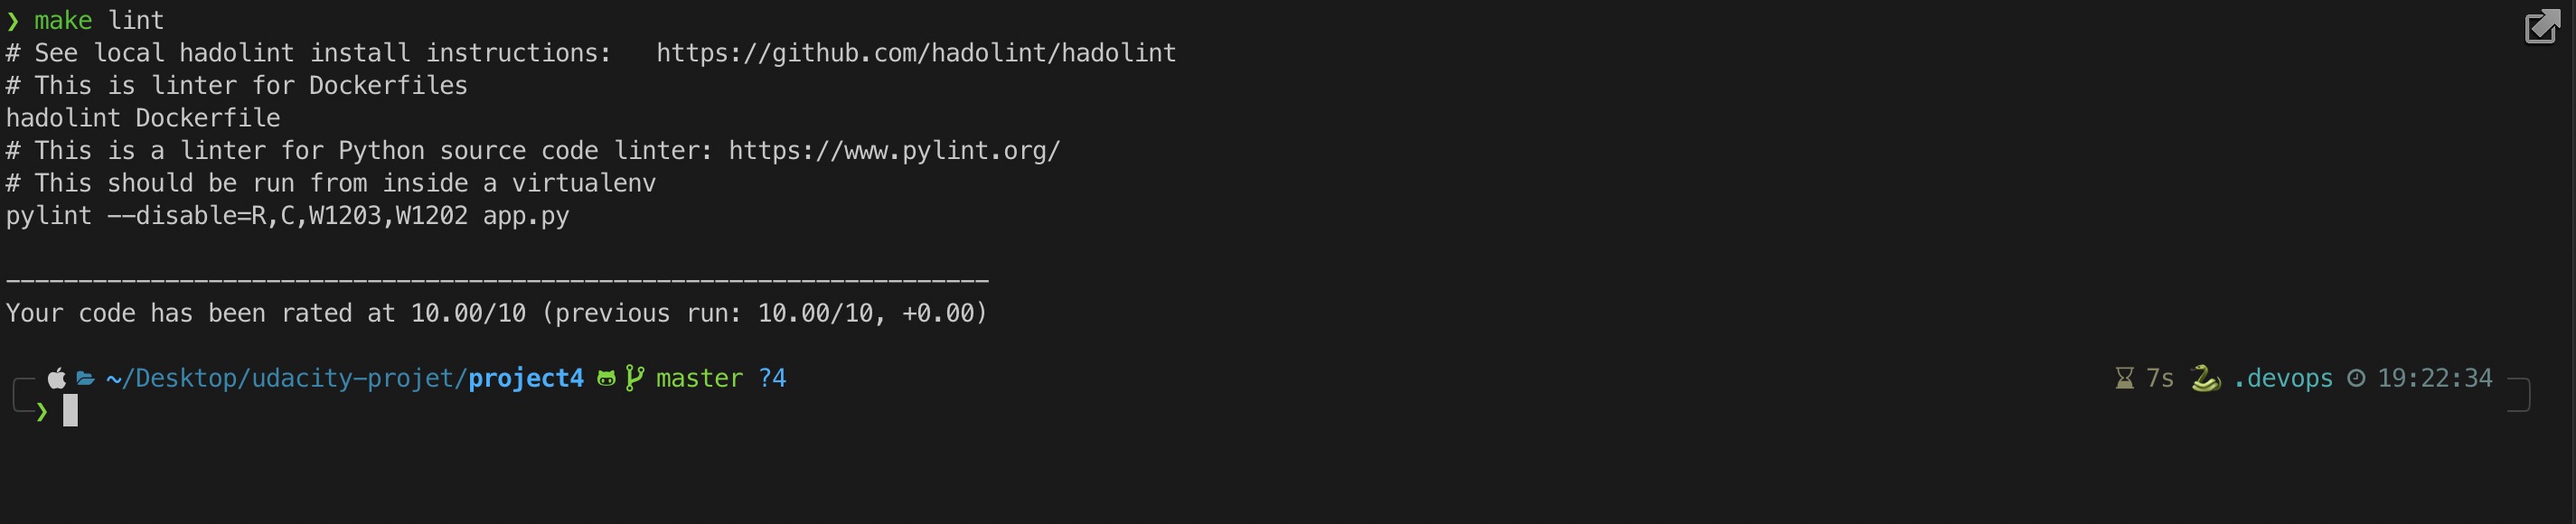 ❯ make lint
# See local hadolint install instructions:   https://github.com/hadolint/hadolint
# This is linter for Dockerfiles
hadolint Dockerfile
# This is a linter for Python source code linter: https://www.pylint.org/
# This should be run from inside a virtualenv
pylint --disable=R,C,W1203,W1202 app.py
--------------------------------------------------------------------
Your code has been rated at 10.00/10 (previous run: 10.00/10, +0.00)
~/Desktop/udacity-projet/project4 master ?4 7s .devops 19:22:34
❯